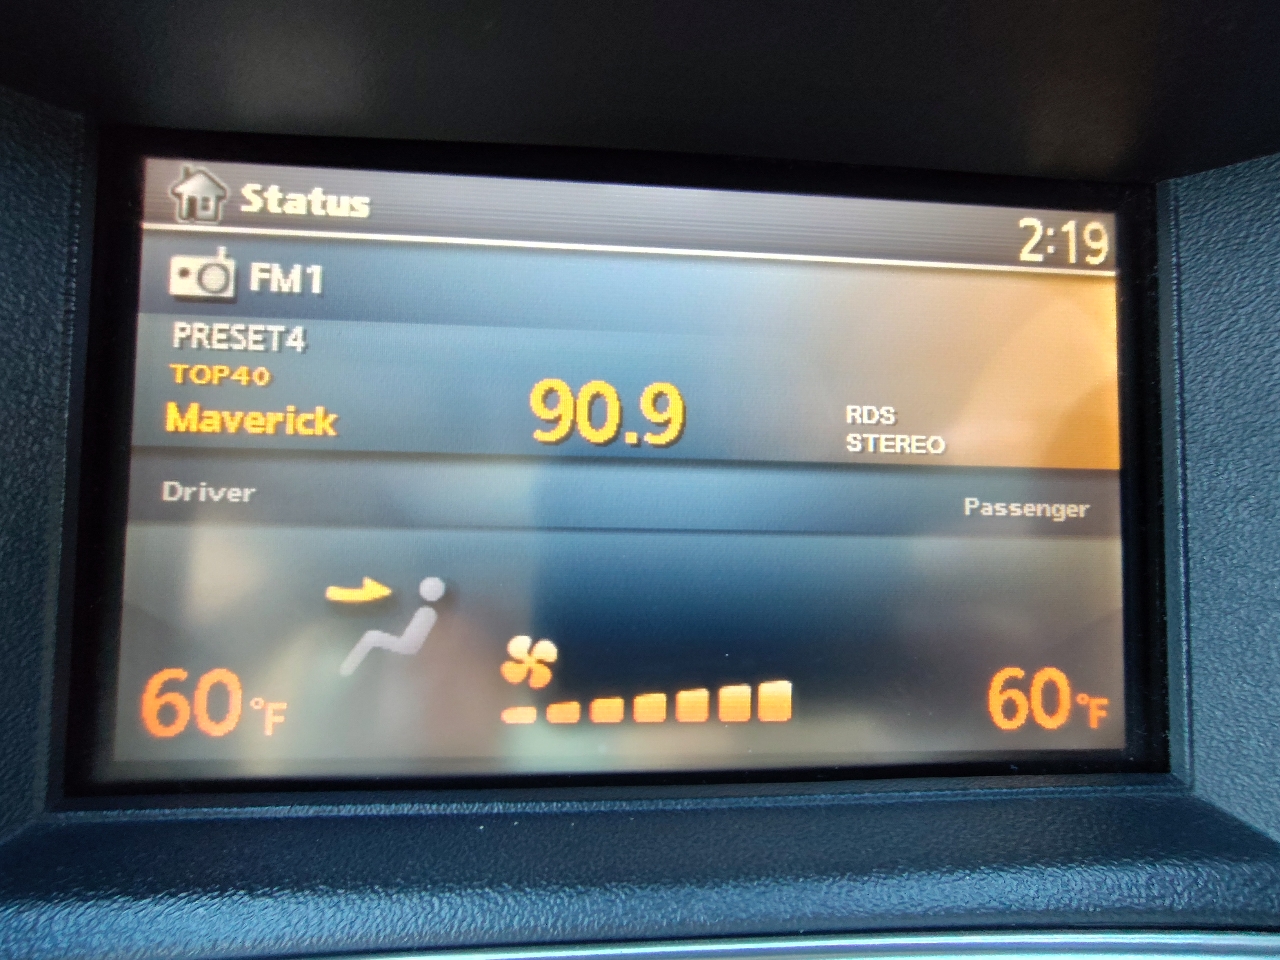 Status
2:19
FM1
PRESET4
TOP40
Maverick
90.9
RDS
STEREO
Driver
Passenger
60°F
60°F